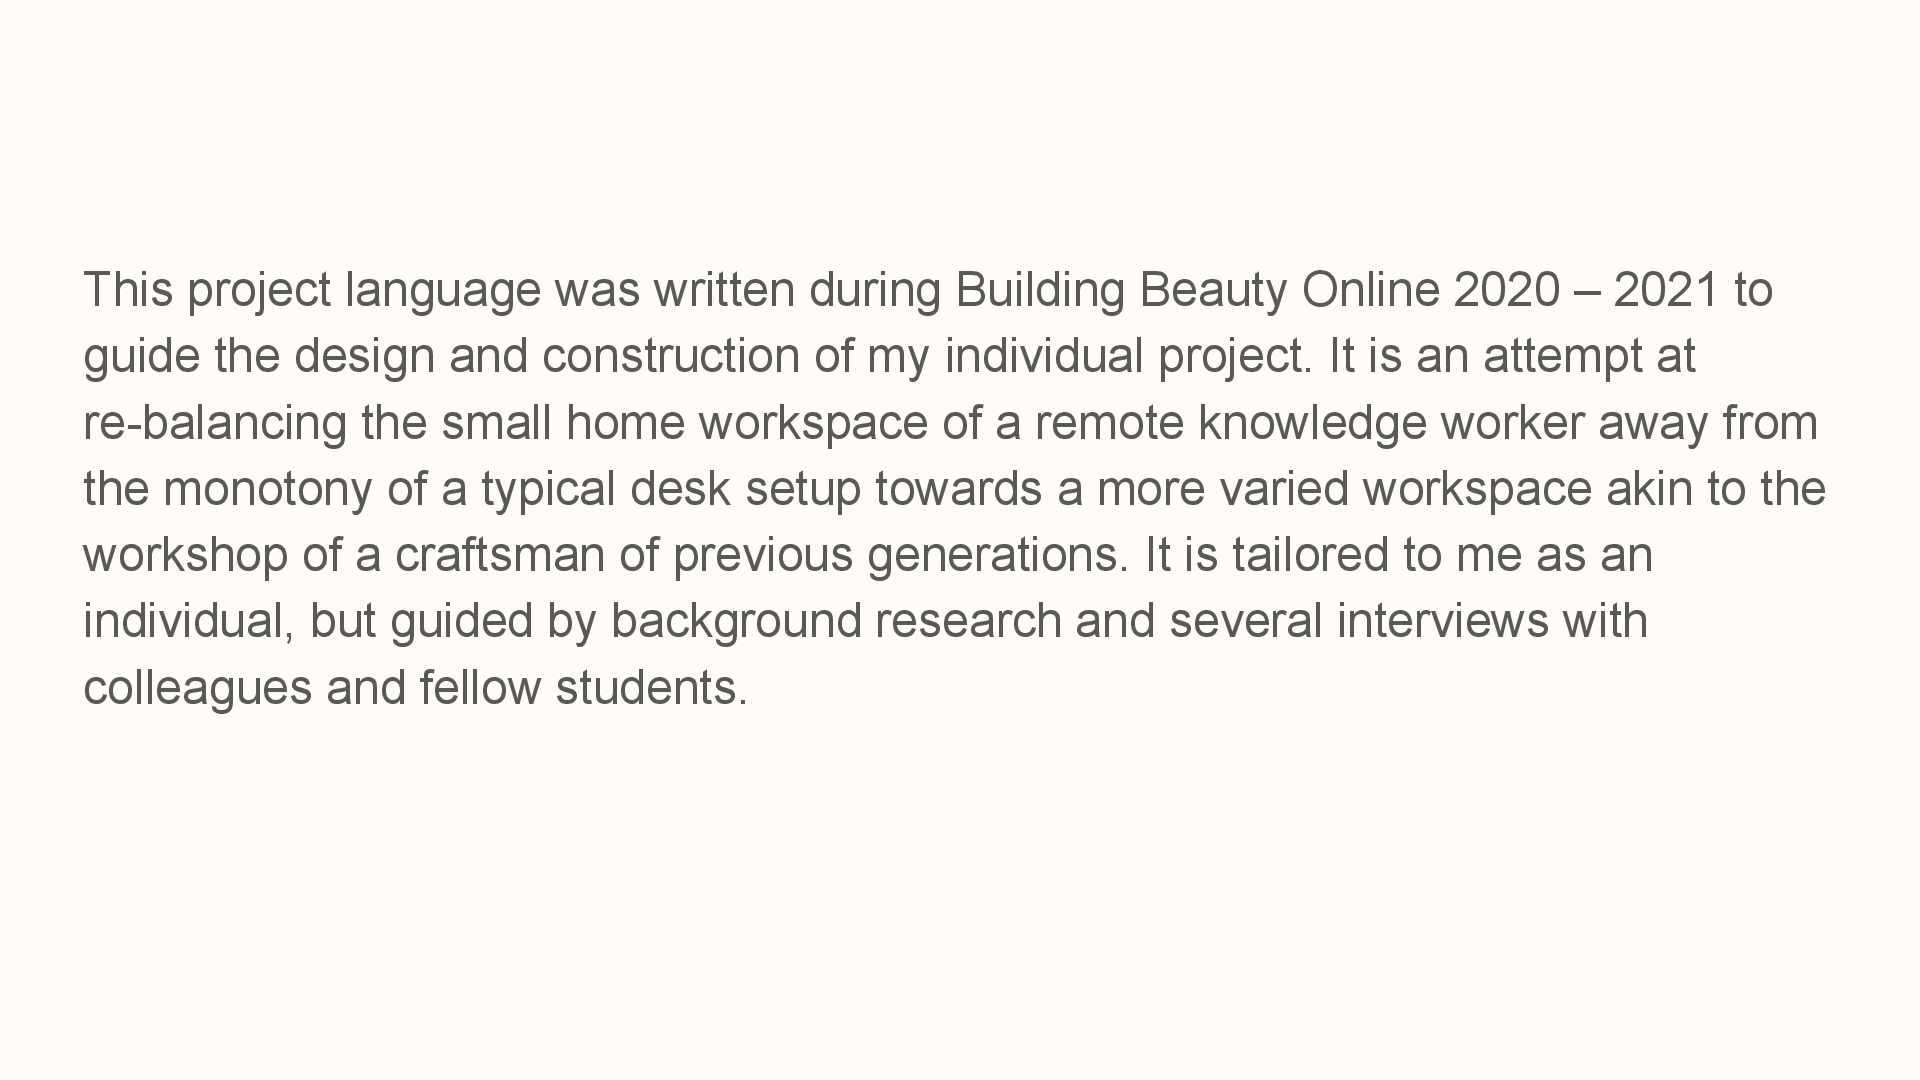 This project language was written during Building Beauty Online 2020 – 2021 to
guide the design and construction of my individual project. It is an attempt at
re-balancing the small home workspace of a remote knowledge worker away from
the monotony of a typical desk setup towards a more varied workspace akin to the
workshop of a craftsman of previous generations. It is tailored to me as an
individual, but guided by background research and several interviews with
colleagues and fellow students.